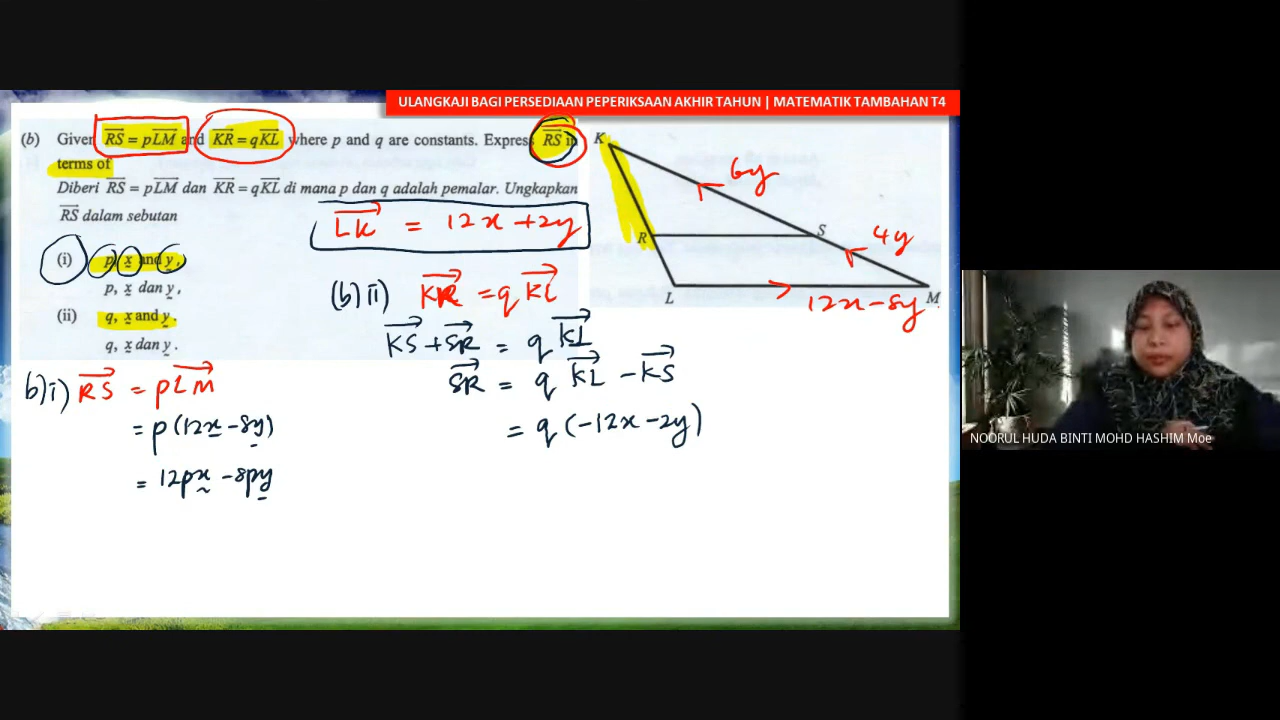 ULANGKAJI BAGI PERSEDIAAN PEPERIKSAAN AKHIR TAHUN | MATEMATIK TAMBAHAN T4
(b) Given RS⃗ = pLM⃗ and KR⃗ = qKL⃗ where p and q are constants. Express RS⃗ in
terms of
Diberi RS⃗ = pLM⃗ dan KR⃗ = qKL⃗ di mana p dan q adalah pemalar. Ungkapkan
RS⃗ dalam sebutan
LK⃗ = 12x + 2y
(i) p, x and y,
p, x dan y,
(ii) q, x and y.
q, x dan y.
b)i) RS⃗ = pLM⃗
= p(12x - 8y)
= 12px - 8py
(b) ii) KR⃗ = q KL⃗
KS⃗ + SR⃗ = q KL⃗
SR⃗ = q KL⃗ - KS⃗
= q(-12x - 2y)
K
6y
R
S
4y
L
12x - 8y
M
NOORUL HUDA BINTI MOHD HASHIM Moe